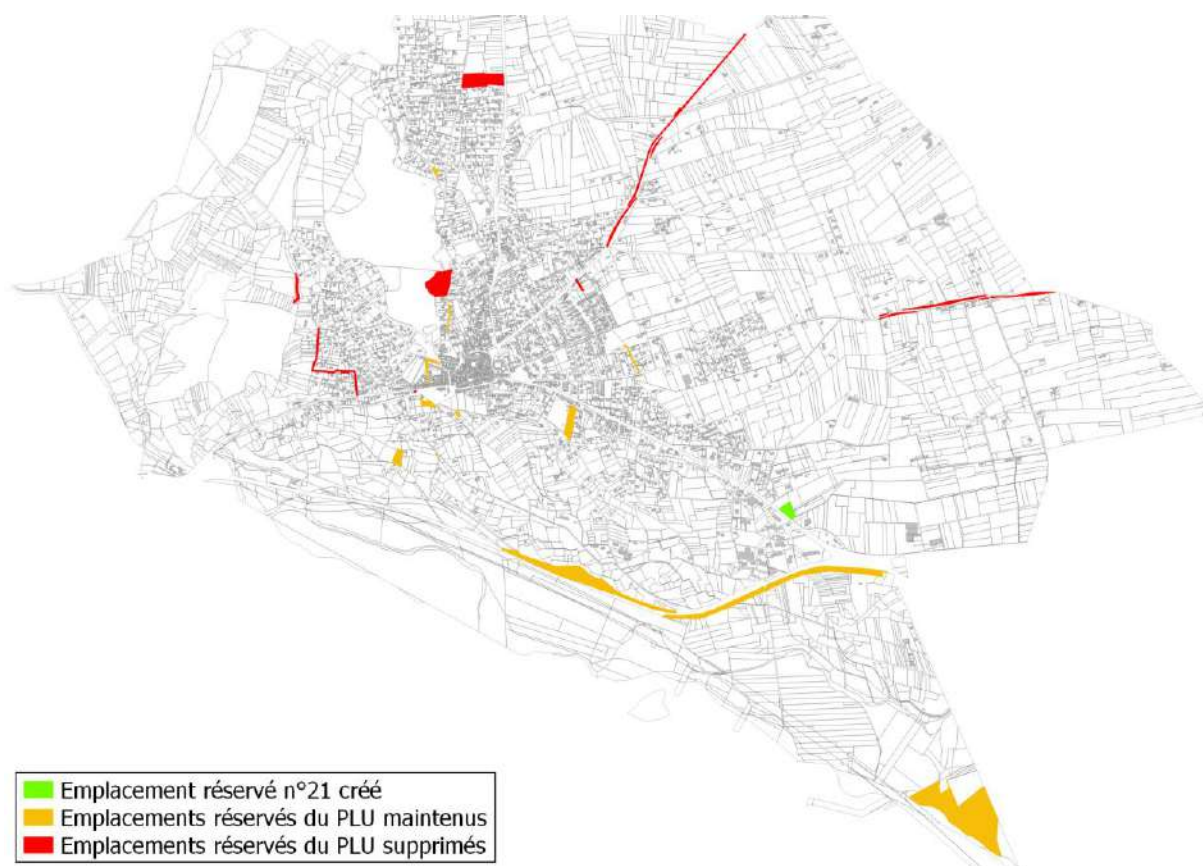 Emplacement réservé n°21 créé
Emplacements réservés du PLU maintenus
Emplacements réservés du PLU supprimés